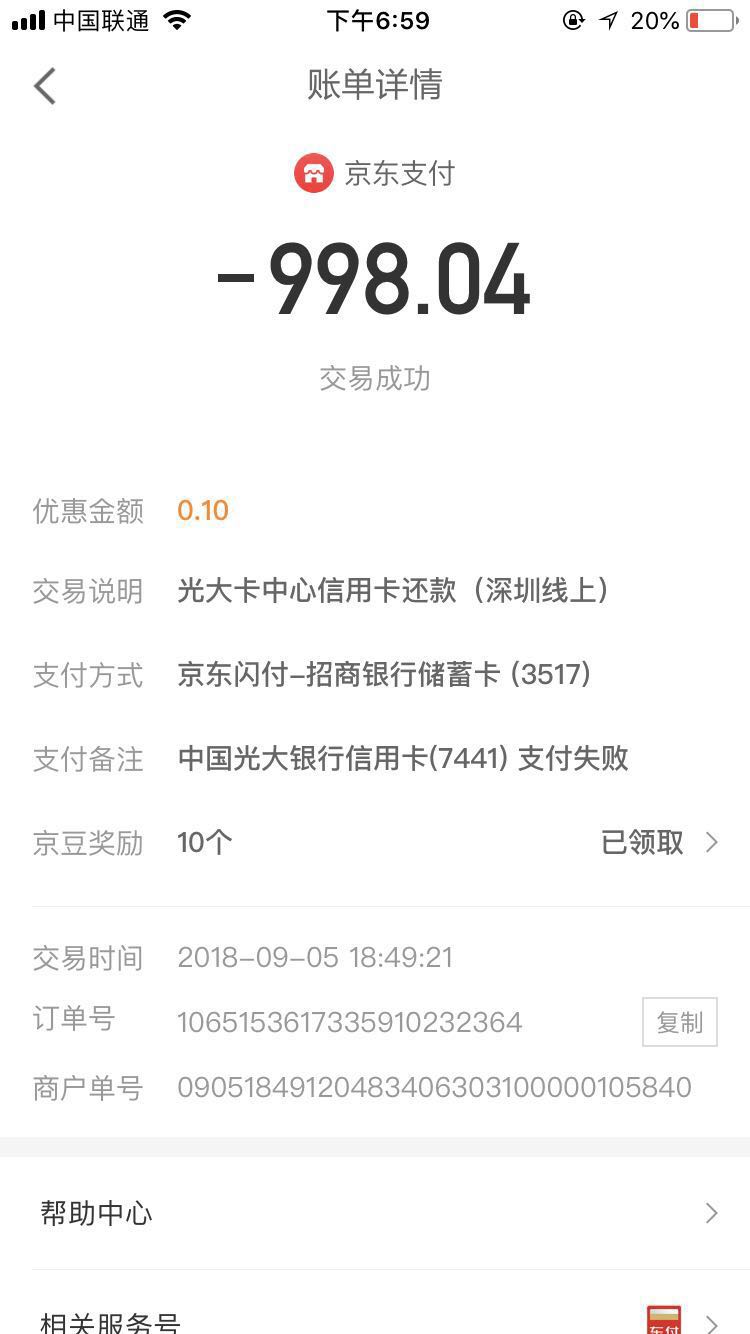 中国联通 下午6:59 20%
账单详情
京东支付
-998.04
交易成功
优惠金额 0.10
交易说明 光大卡中心信用卡还款（深圳线上）
支付方式 京东闪付-招商银行储蓄卡 (3517)
支付备注 中国光大银行信用卡(7441) 支付失败
京豆奖励 10个 已领取
交易时间 2018-09-05 18:49:21
订单号 1065153617335910232364 复制
商户单号 09051849120483406303100000105840
帮助中心
相关服务号